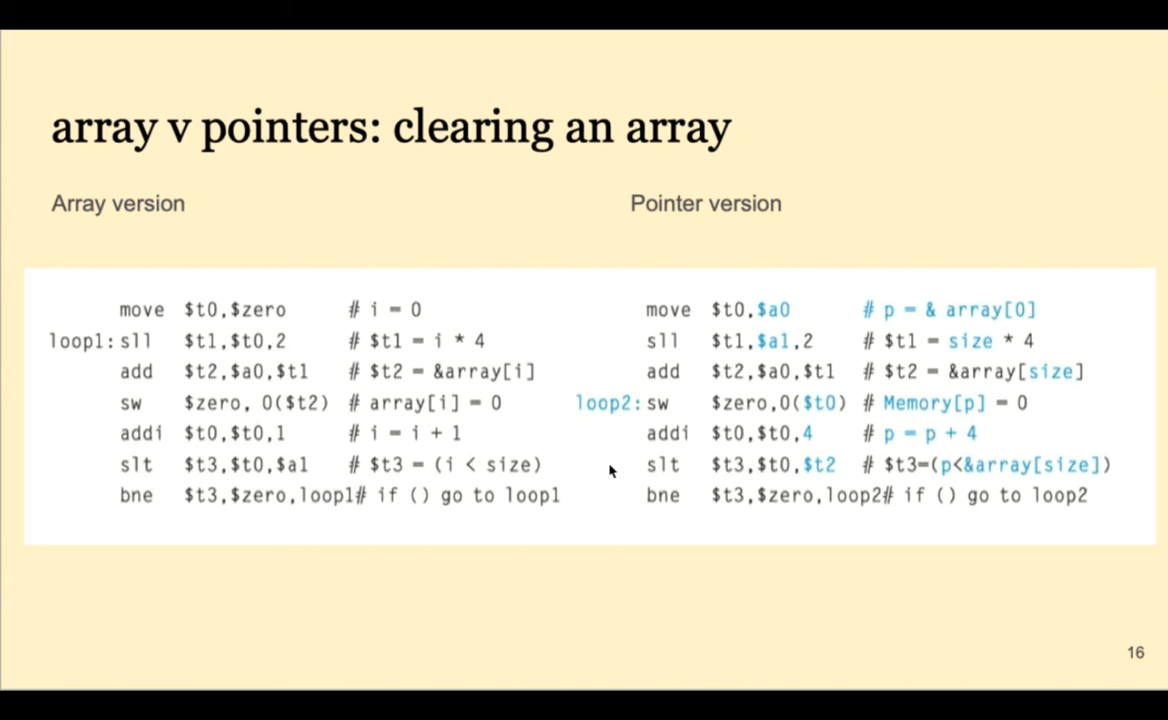 array v pointers: clearing an array
Array version
Pointer version
move $t0,$zero # i = 0
loop1: sll $t1,$t0,2 # $t1 = i * 4
add $t2,$a0,$t1 # $t2 = &array[i]
sw $zero, 0($t2) # array[i] = 0
addi $t0,$t0,1 # i = i + 1
slt $t3,$t0,$a1 # $t3 = (i < size)
bne $t3,$zero,loop1# if () go to loop1
move $t0,$a0 # p = & array[0]
sll $t1,$a1,2 # $t1 = size * 4
add $t2,$a0,$t1 # $t2 = &array[size]
loop2: sw $zero,0($t0) # Memory[p] = 0
addi $t0,$t0,4 # p = p + 4
slt $t3,$t0,$t2 # $t3=(p<&array[size])
bne $t3,$zero,loop2# if () go to loop2
16